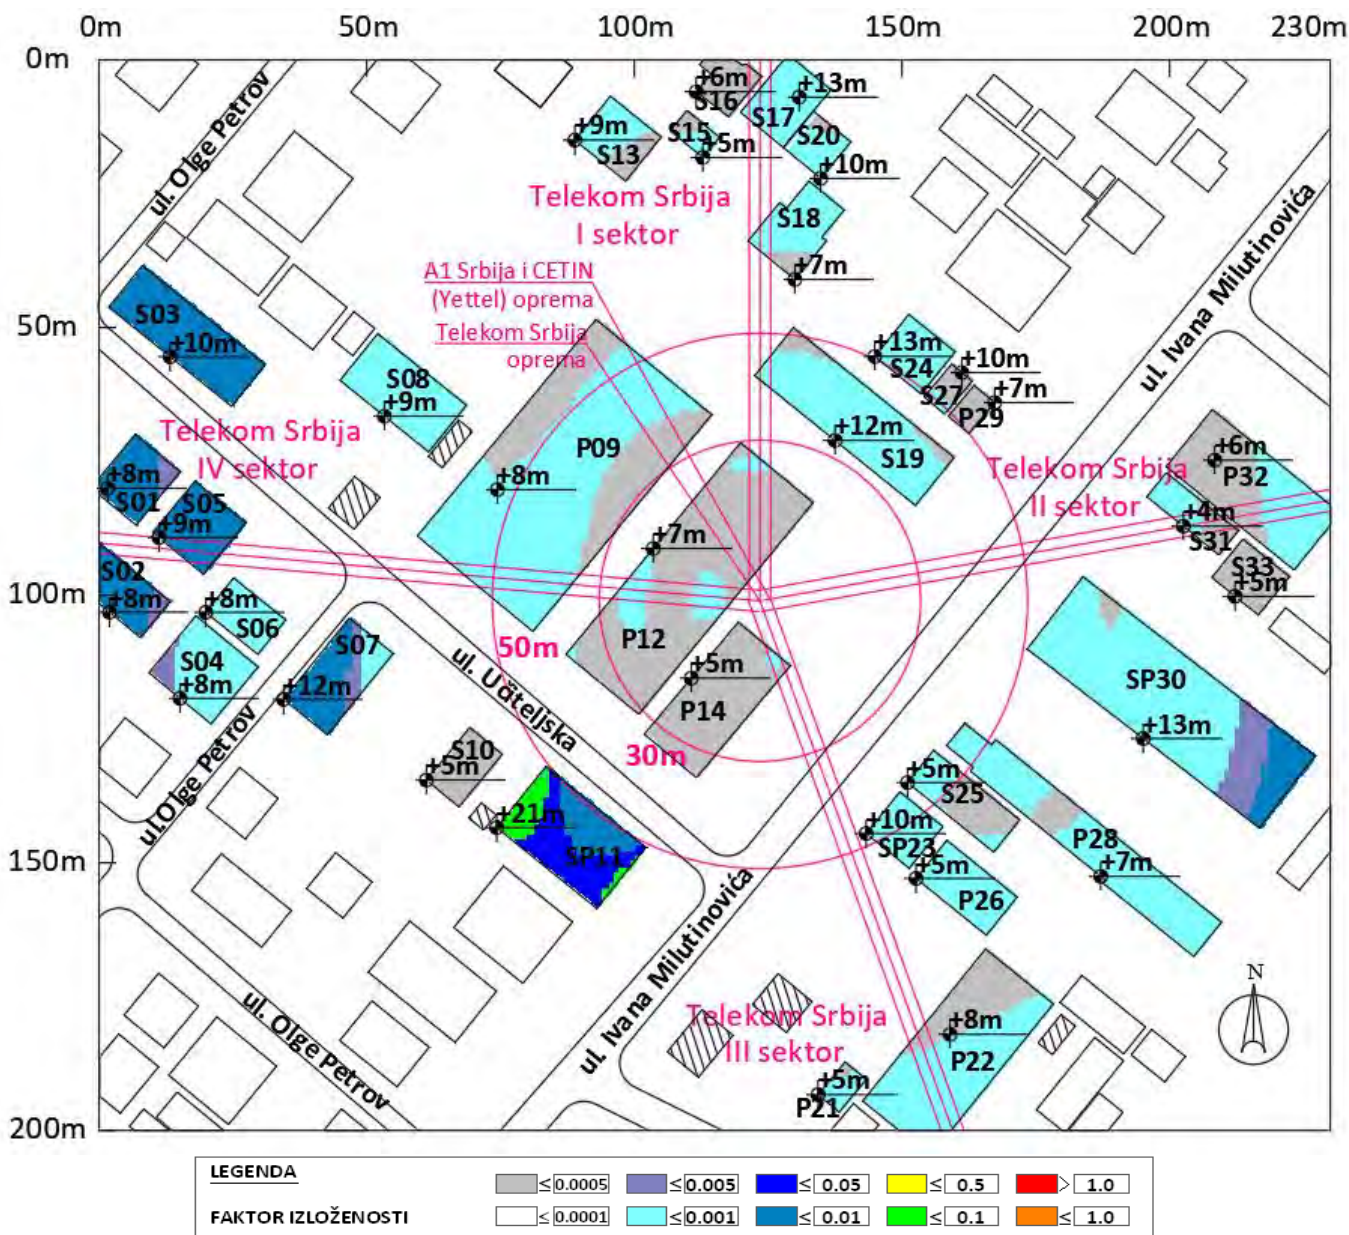 0m 50m 100m 150m 200m 230m
0m
50m
100m
150m
200m
ul. Olge Petrov
+6m
S16
+13m
S17
+9m
S13
S15
+5m
S20
+10m
Telekom Srbija
I sektor
S18
+7m
A1 Srbija i CETIN
(Yettel) oprema
Telekom Srbija
oprema
ul. Ivana Milutinovića
S03
+10m
S08
+9m
+13m
S24
+10m
S27
+7m
P29
P09
+8m
+12m
S19
Telekom Srbija
IV sektor
Telekom Srbija
II sektor
+6m
P32
+4m
S31
S33
+5m
+8m
S01
S05
+9m
S02
+8m
+8m
S06
S04
+8m
S07
+12m
+7m
P12
+5m
P14
50m
30m
ul. Učiteljska
SP30
+13m
ul.Olge Petrov
S10
+5m
+21m
SP11
+5m
S25
+10m
SP23
+5m
P26
P28
+7m
ul. Ivana Milutinovića
ul. Olge Petrov
Telekom Srbija
III sektor
+8m
P22
+5m
P21
N
LEGENDA
≤ 0.0005 ≤ 0.005 ≤ 0.05 ≤ 0.5 > 1.0
FAKTOR IZLOŽENOSTI ≤ 0.0001 ≤ 0.001 ≤ 0.01 ≤ 0.1 ≤ 1.0